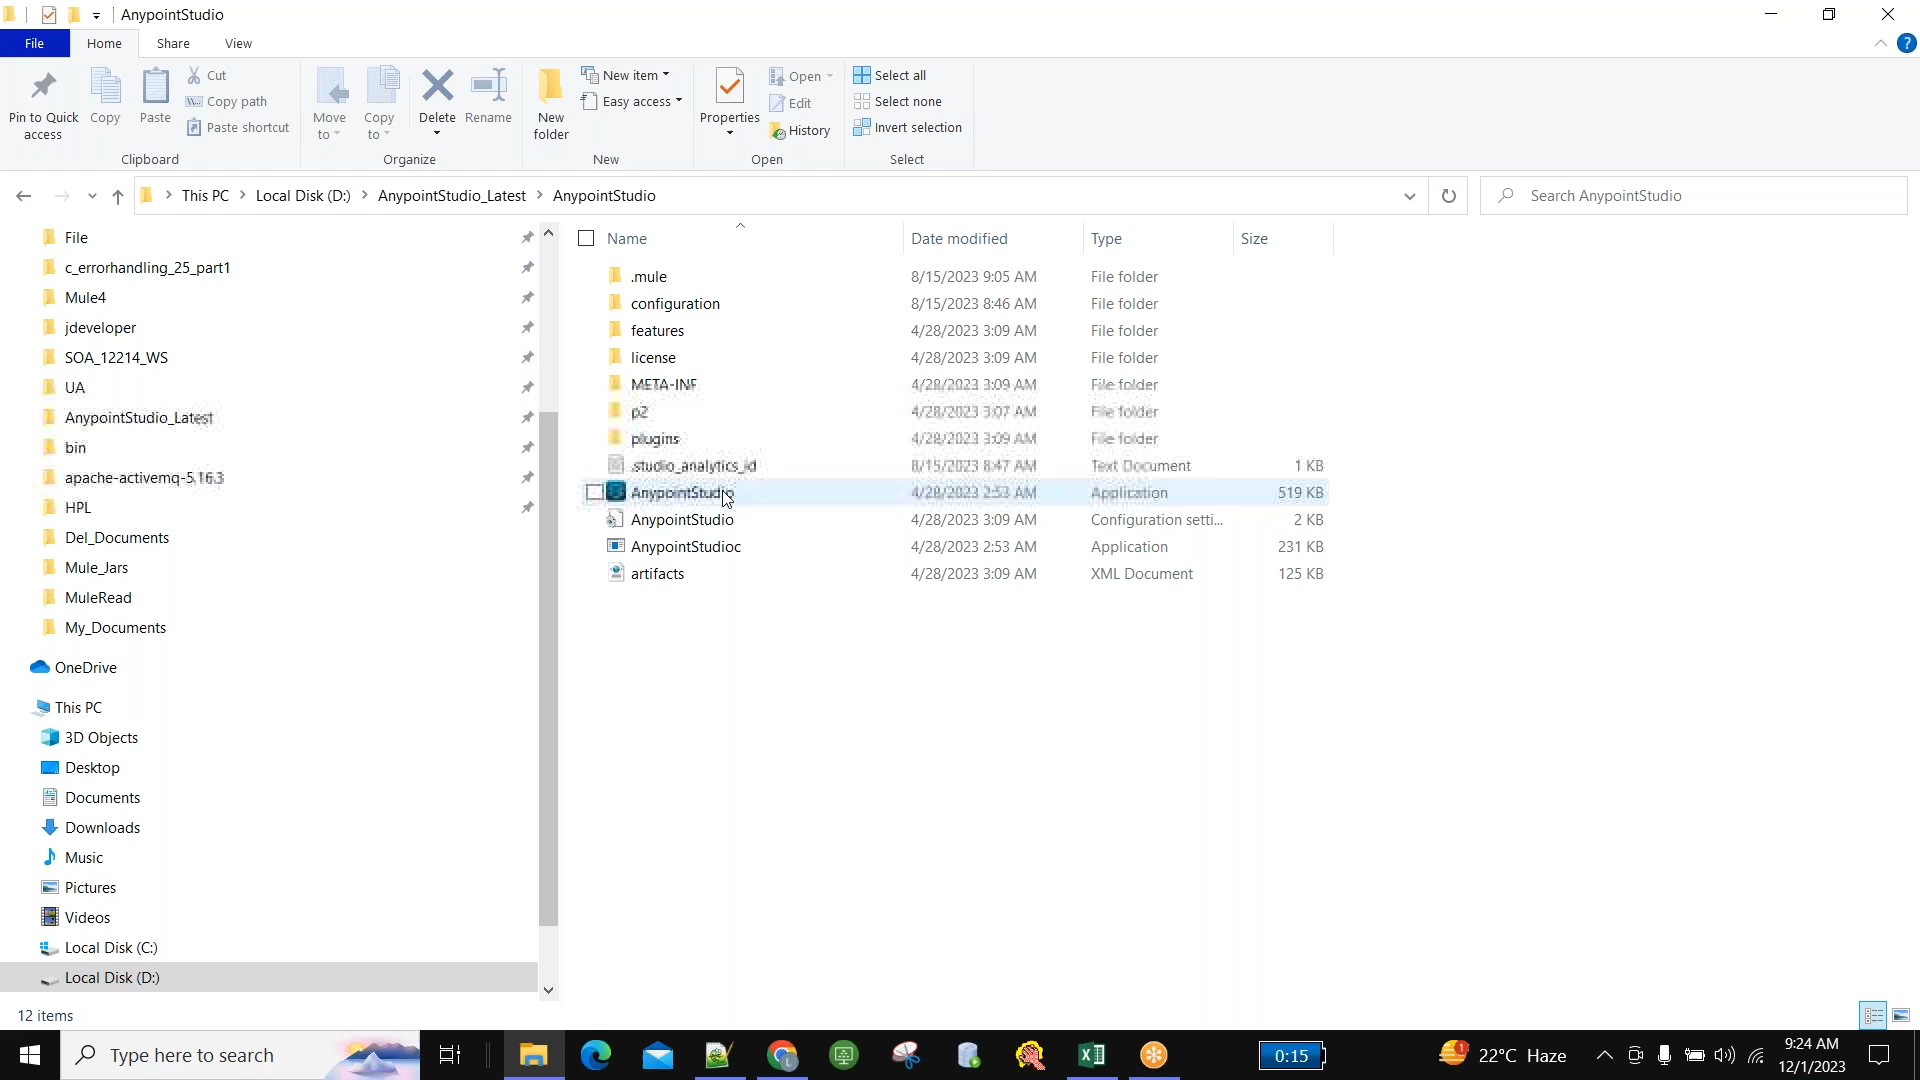 AnypointStudio
File Home Share View
Pin to Quick access
Copy
Paste
Cut
Copy path
Paste shortcut
Clipboard
Move to
Copy to
Delete
Rename
Organize
New folder
New item
Easy access
New
Properties
Open
Edit
History
Open
Select all
Select none
Invert selection
Select
This PC > Local Disk (D:) > AnypointStudio_Latest > AnypointStudio
Search AnypointStudio
File
c_errorhandling_25_part1
Mule4
jdeveloper
SOA_12214_WS
UA
AnypointStudio_Latest
bin
apache-activemq-5.16.3
HPL
Del_Documents
Mule_Jars
MuleRead
My_Documents
OneDrive
This PC
3D Objects
Desktop
Documents
Downloads
Music
Pictures
Videos
Local Disk (C:)
Local Disk (D:)
Name Date modified Type Size
.mule 8/15/2023 9:05 AM File folder
configuration 8/15/2023 8:46 AM File folder
features 4/28/2023 3:09 AM File folder
license 4/28/2023 3:09 AM File folder
META-INF 4/28/2023 3:09 AM File folder
p2 4/28/2023 3:07 AM File folder
plugins 4/28/2023 3:09 AM File folder
.studio_analytics_id 8/15/2023 8:47 AM Text Document 1 KB
AnypointStudio 4/28/2023 2:53 AM Application 519 KB
AnypointStudio 4/28/2023 3:09 AM Configuration setti... 2 KB
AnypointStudioc 4/28/2023 2:53 AM Application 231 KB
artifacts 4/28/2023 3:09 AM XML Document 125 KB
12 items
Type here to search
0:15
1
22°C Haze
9:24 AM
12/1/2023